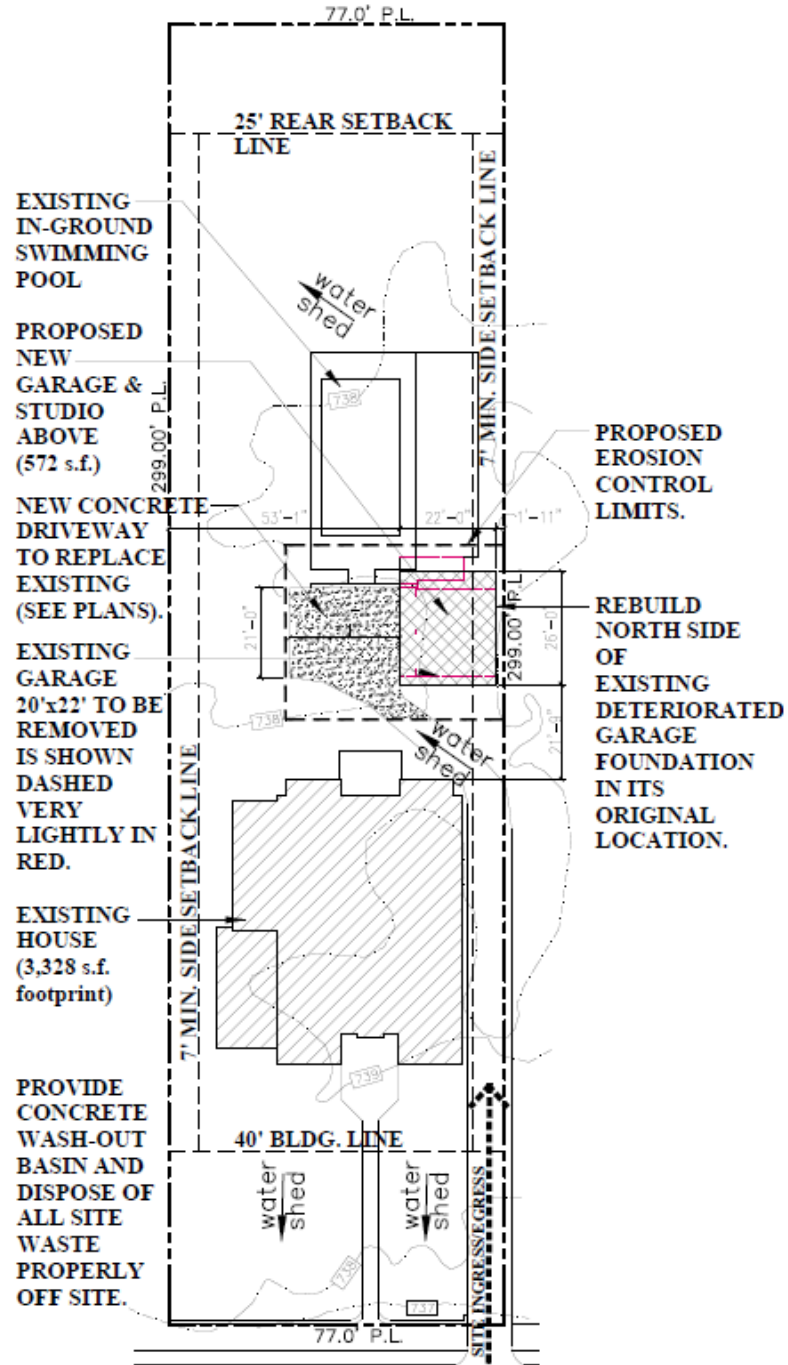 77.0' P.L.
25' REAR SETBACK
LINE
7' MIN. SIDE SETBACK LINE
EXISTING
IN-GROUND
SWIMMING
POOL
water
shed
PROPOSED
NEW
GARAGE &
STUDIO
ABOVE
(572 s.f.)
299.00' P.L.
738
PROPOSED
EROSION
CONTROL
LIMITS.
NEW CONCRETE
DRIVEWAY
TO REPLACE
EXISTING
(SEE PLANS).
53'-1"
22'-0"
1'-11"
21'-0"
299.00' P.L.
26'-0"
REBUILD
NORTH SIDE
OF
EXISTING
DETERIORATED
GARAGE
FOUNDATION
IN ITS
ORIGINAL
LOCATION.
EXISTING
GARAGE
20'x22' TO BE
REMOVED
IS SHOWN
DASHED
VERY
LIGHTLY IN
RED.
738
water
shed
21'-9"
7' MIN. SIDE SETBACK LINE
EXISTING
HOUSE
(3,328 s.f.
footprint)
739
PROVIDE
CONCRETE
WASH-OUT
BASIN AND
DISPOSE OF
ALL SITE
WASTE
PROPERLY
OFF SITE.
40' BLDG. LINE
water
shed
water
shed
SITE INGRESS/EGRESS
738
737
77.0' P.L.